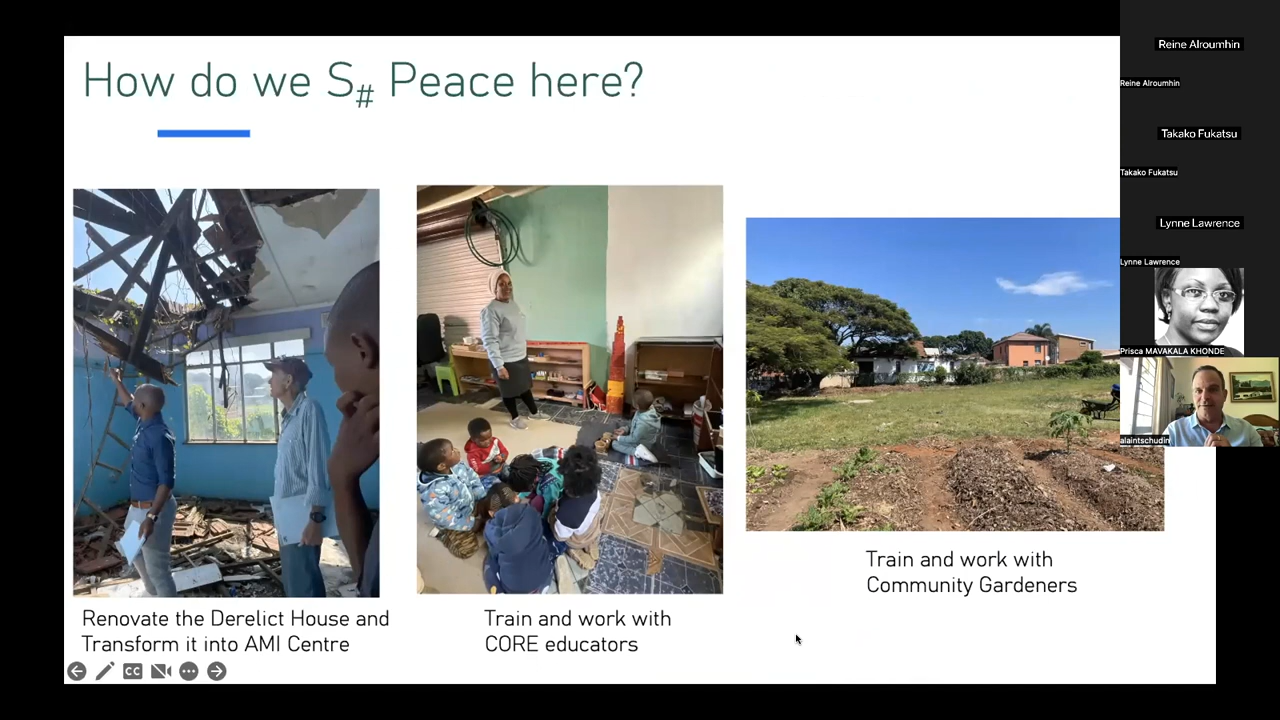 How do we S# Peace here?
Renovate the Derelict House and
Transform it into AMI Centre
Train and work with
CORE educators
Train and work with
Community Gardeners
CC
Reine Alroumhin
Reine Alroumhin
Takako Fukatsu
Takako Fukatsu
Lynne Lawrence
Lynne Lawrence
Prisca MAVAKALA KHONDE
alaintschudin